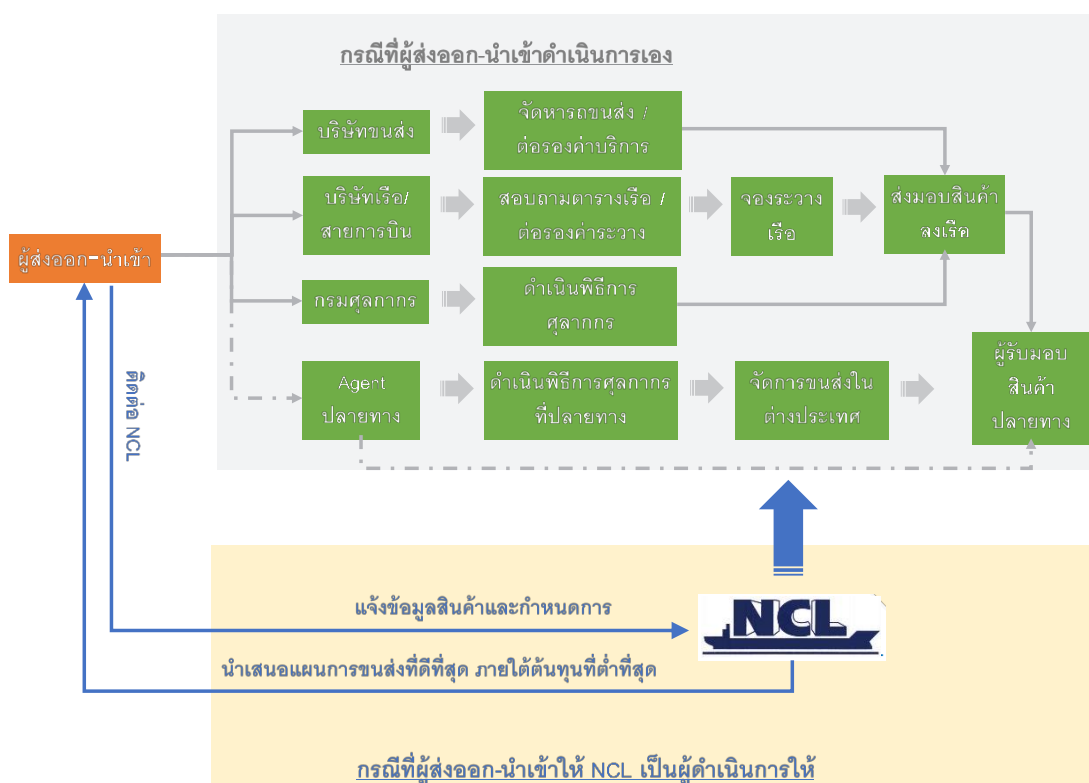 กรณีที่ผู้ส่งออก-นำเข้าดำเนินการเอง
บริษัทขนส่ง
จัดหารถขนส่ง /
ต่อรองค่าบริการ
บริษัทเรือ/
สายการบิน
สอบถามตารางเรือ /
ต่อรองค่าระวาง
จองระวาง
เรือ
ส่งมอบสินค้า
ลงเรือ
ผู้ส่งออก-นำเข้า
กรมศุลกากร
ดำเนินพิธีการ
ศุลากกร
Agent
ปลายทาง
ดำเนินพิธีการศุลกากร
ที่ปลายทาง
จัดการขนส่งใน
ต่างประเทศ
ผู้รับมอบ
สินค้า
ปลายทาง
ติดต่อ NCL
แจ้งข้อมูลสินค้าและกำหนดการ
NCL
นำเสนอแผนการขนส่งที่ดีที่สุด ภายใต้ต้นทุนที่ต่ำที่สุด
กรณีที่ผู้ส่งออก-นำเข้าให้ NCL เป็นผู้ดำเนินการให้